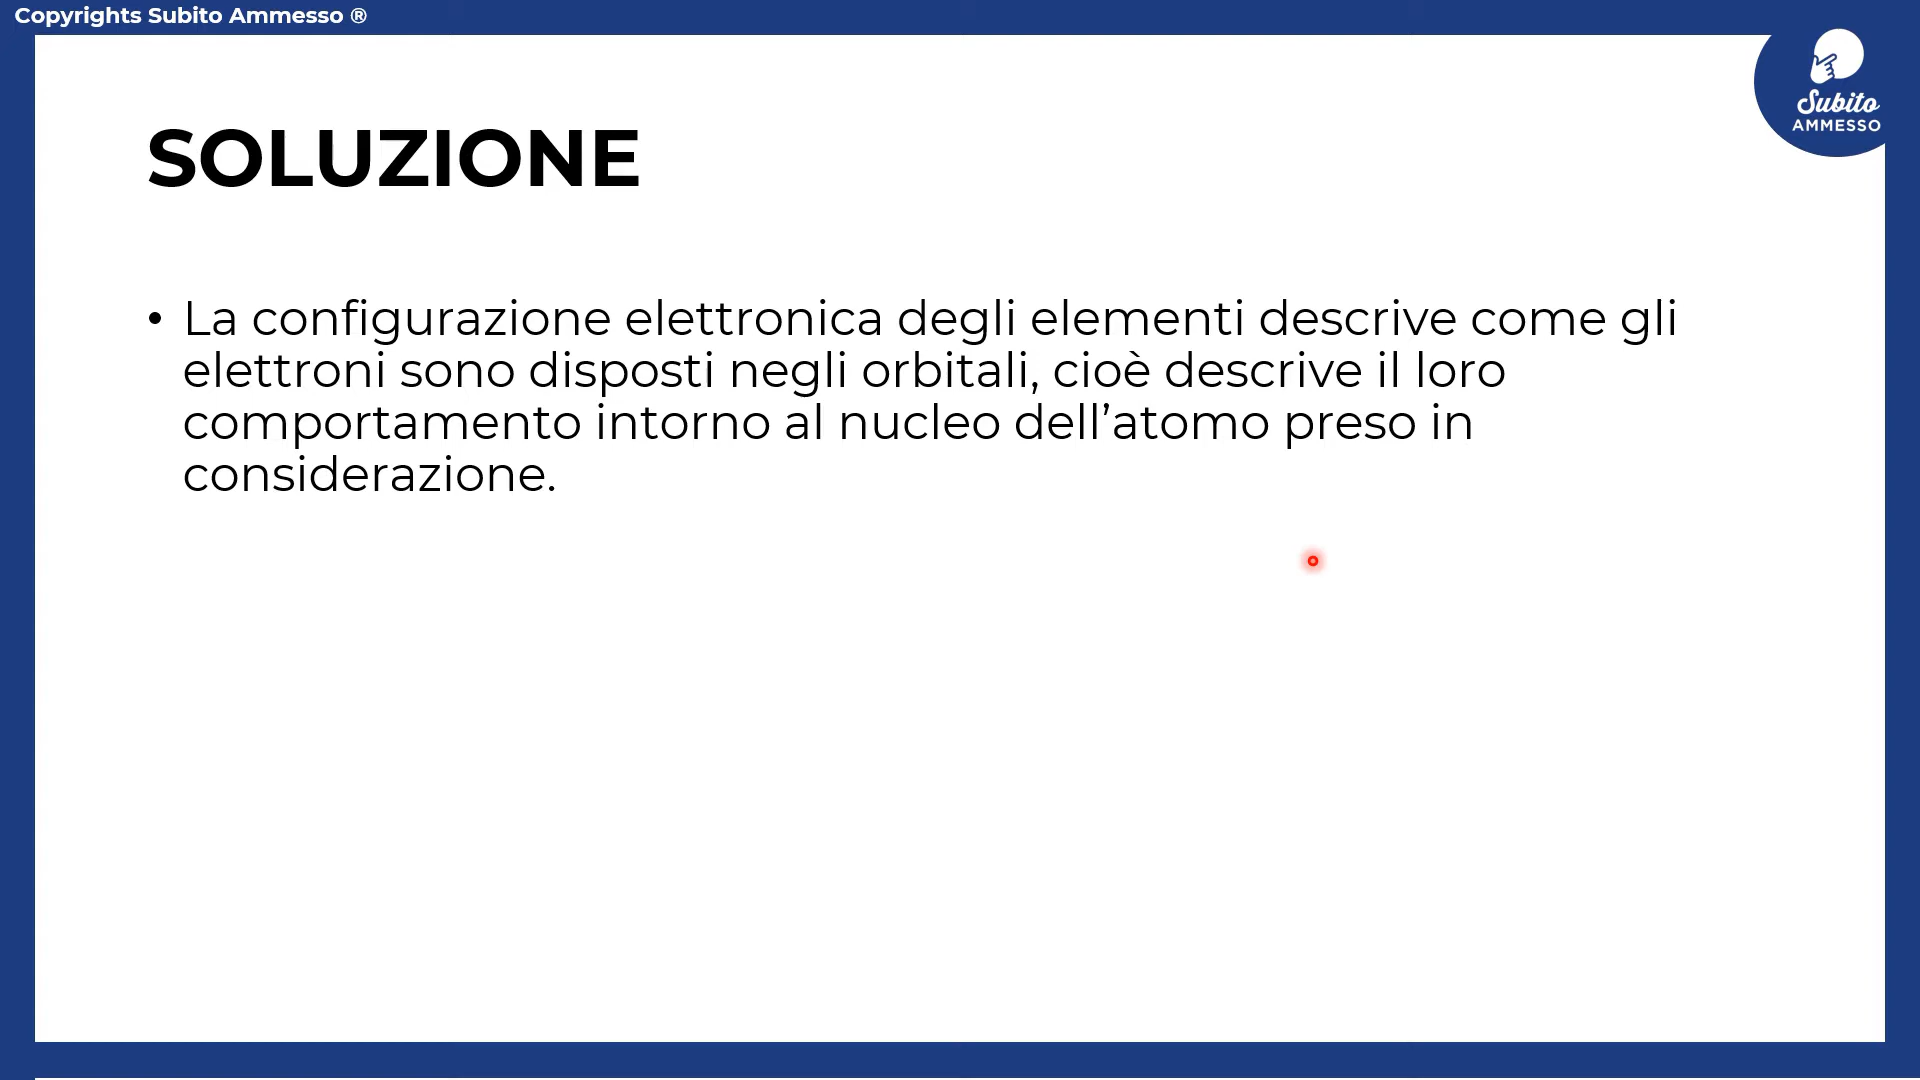 Copyrights Subito Ammesso ®
Subito
AMMESSO
SOLUZIONE
• La configurazione elettronica degli elementi descrive come gli
elettroni sono disposti negli orbitali, cioè descrive il loro
comportamento intorno al nucleo dell’atomo preso in
considerazione.